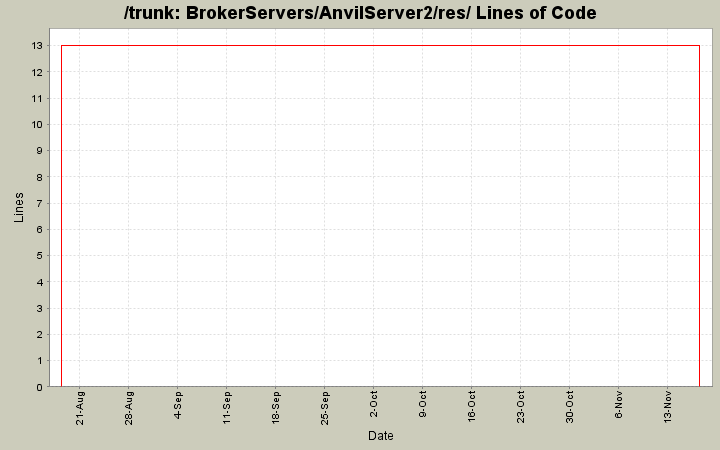 /trunk: BrokerServers/AnvilServer2/res/ Lines of Code
13
12
11
10
9
8
7
6
5
4
3
2
1
0
Lines
21-Aug
28-Aug
4-Sep
11-Sep
18-Sep
25-Sep
2-Oct
9-Oct
16-Oct
23-Oct
30-Oct
6-Nov
13-Nov
Date